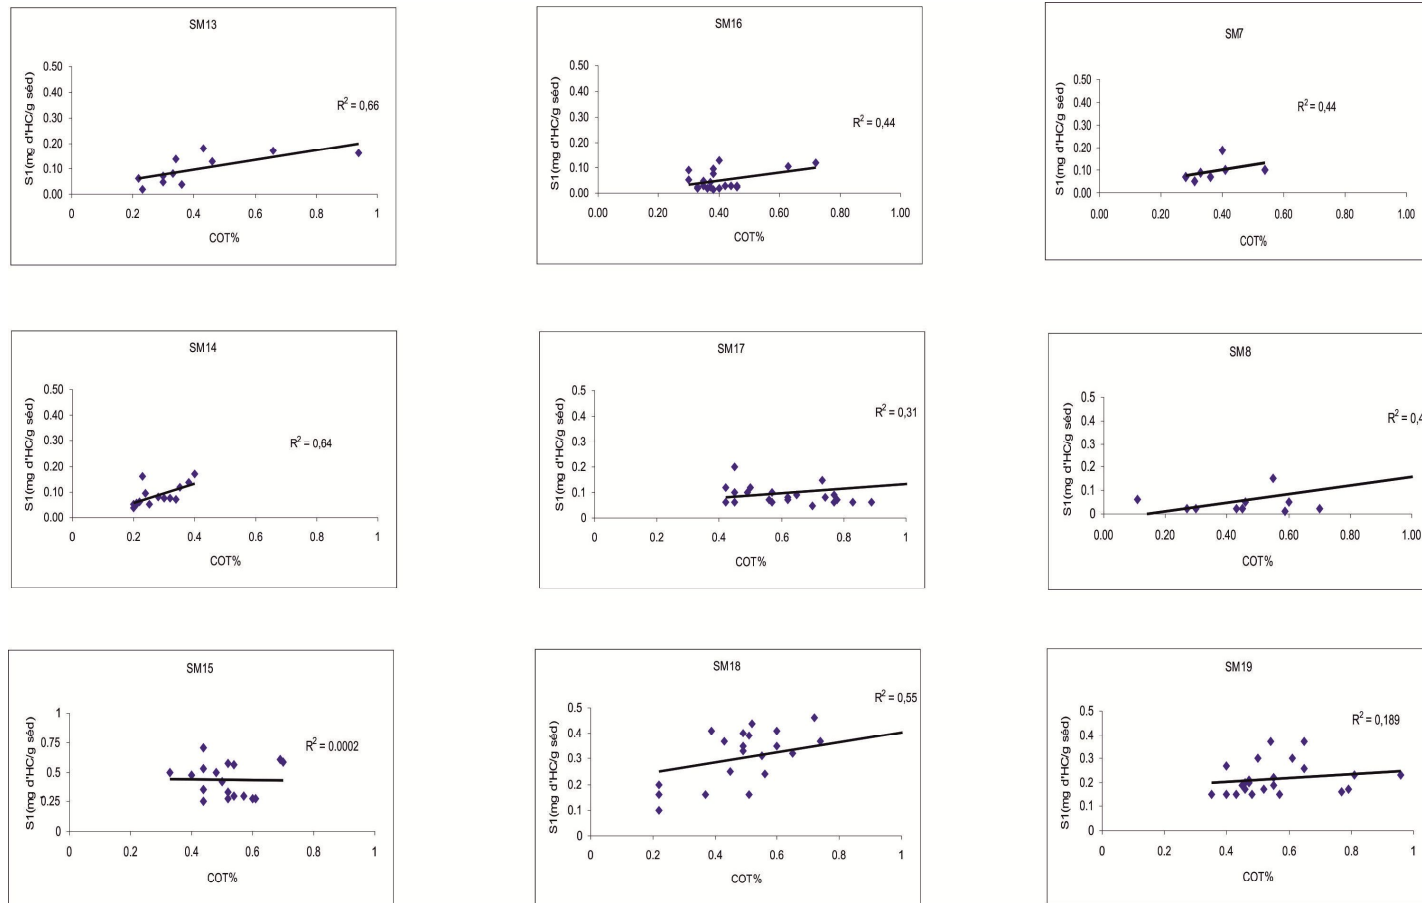 SM13
S1(mg d'HC/g séd)
0.50
0.40
0.30
0.20
0.10
0.00
R² = 0,66
0 0.2 0.4 0.6 0.8 1
COT%
SM16
S1(mg d'HC/g séd)
0.50
0.40
0.30
0.20
0.10
0.00
R² = 0,44
0.00 0.20 0.40 0.60 0.80 1.00
COT%
SM7
S1(mg d'HC/g séd)
0.50
0.40
0.30
0.20
0.10
0.00
R² = 0,44
0.00 0.20 0.40 0.60 0.80 1.00
COT%
SM14
S1(mg d'HC/g séd)
0.50
0.40
0.30
0.20
0.10
0.00
R² = 0,64
0 0.2 0.4 0.6 0.8 1
COT%
SM17
S1(mg d'HC/g séd)
0.5
0.4
0.3
0.2
0.1
0
R² = 0,31
0 0.2 0.4 0.6 0.8 1
COT%
SM8
S1(mg d'HC/g séd)
0.5
0.4
0.3
0.2
0.1
0
R² = 0,4
0.00 0.20 0.40 0.60 0.80 1.00
COT%
SM15
S1(mg d'HC/g séd)
1
0.75
0.5
0.25
0
R² = 0.0002
0 0.2 0.4 0.6 0.8 1
COT%
SM18
S1(mg d'HC/g séd)
0.5
0.4
0.3
0.2
0.1
0
R² = 0,55
0 0.2 0.4 0.6 0.8 1
COT%
SM19
S1(mg d'HC/g séd)
0.5
0.4
0.3
0.2
0.1
0
R² = 0,189
0 0.2 0.4 0.6 0.8 1
COT%